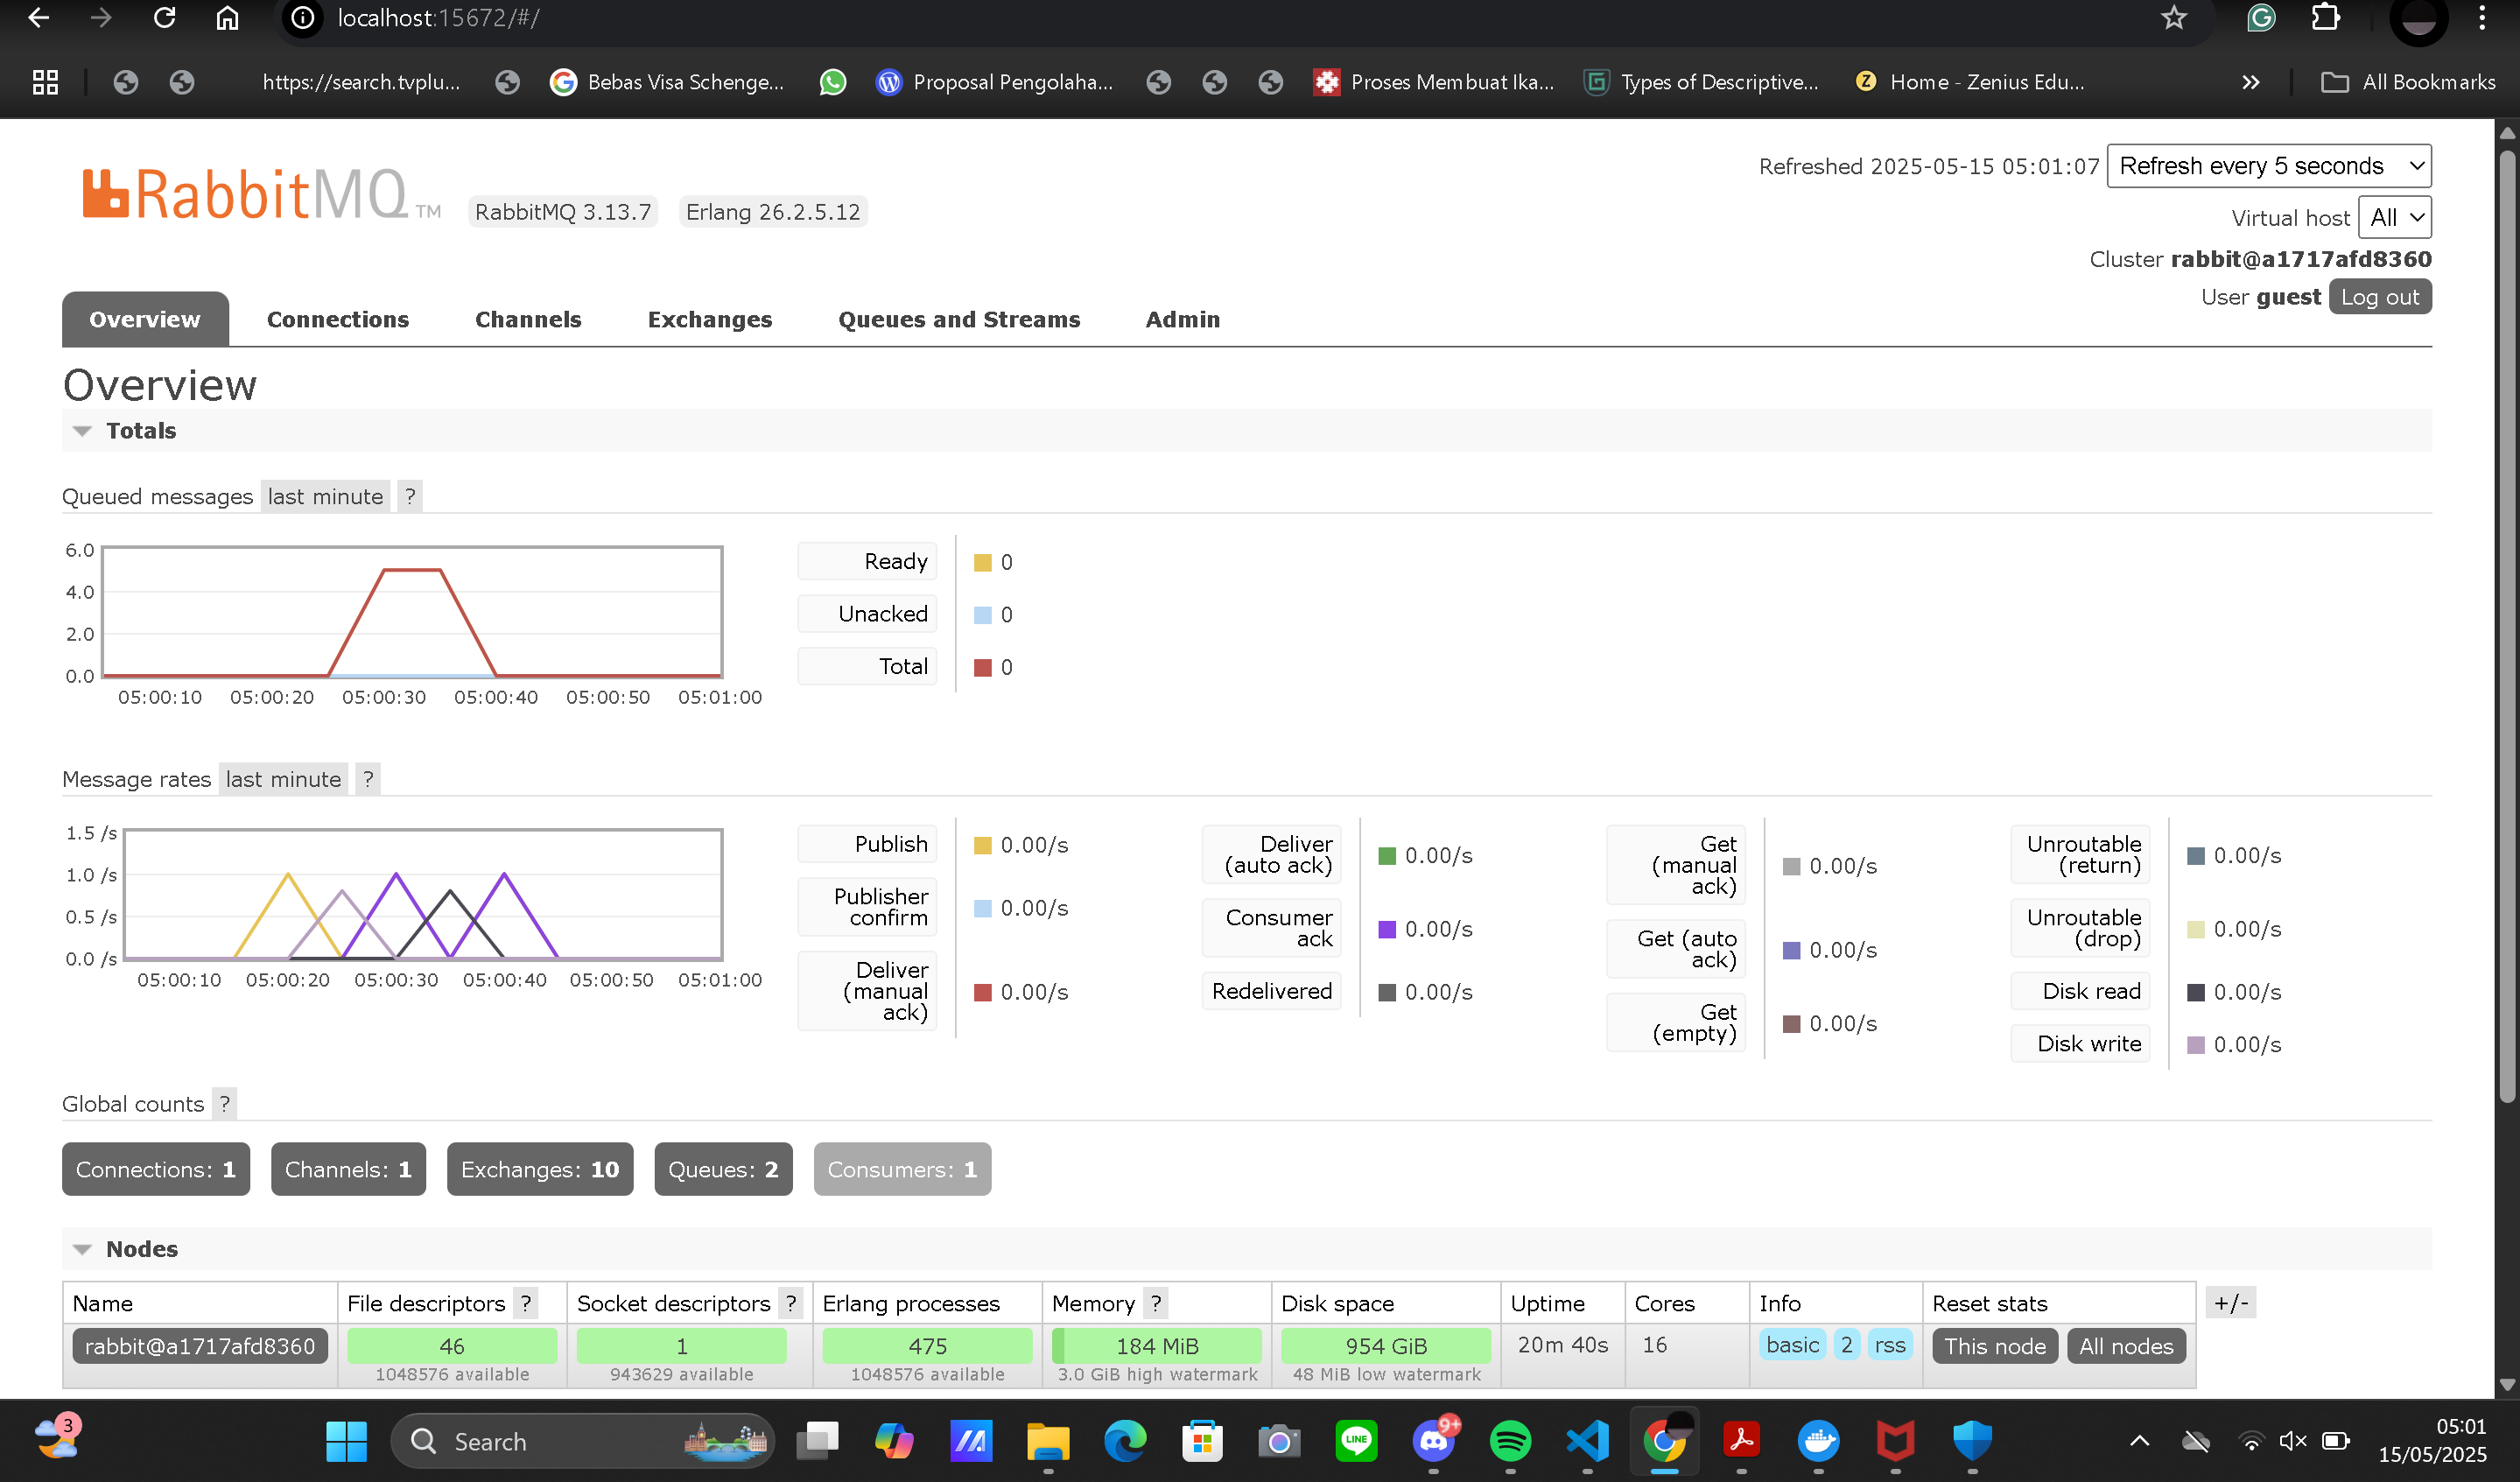 localhost:15672/#/
https://search.tvplu... Bebas Visa Schenge... Proposal Pengolaha... Proses Membuat Ika... Types of Descriptive... Home - Zenius Edu... All Bookmarks
Refreshed 2025-05-15 05:01:07 Refresh every 5 seconds
RabbitMQ TM RabbitMQ 3.13.7 Erlang 26.2.5.12
Virtual host All
Cluster rabbit@a1717afd8360
User guest Log out
Overview Connections Channels Exchanges Queues and Streams Admin
Overview
Totals
Queued messages last minute ?
6.0
4.0
2.0
0.0
05:00:10 05:00:20 05:00:30 05:00:40 05:00:50 05:01:00
Ready 0
Unacked 0
Total 0
Message rates last minute ?
1.5 /s
1.0 /s
0.5 /s
0.0 /s
05:00:10 05:00:20 05:00:30 05:00:40 05:00:50 05:01:00
Publish 0.00/s
Publisher
confirm 0.00/s
Deliver
(manual
ack) 0.00/s
Deliver
(auto ack) 0.00/s
Consumer
ack 0.00/s
Redelivered 0.00/s
Get
(manual
ack) 0.00/s
Get (auto
ack) 0.00/s
Get
(empty) 0.00/s
Unroutable
(return) 0.00/s
Unroutable
(drop) 0.00/s
Disk read 0.00/s
Disk write 0.00/s
Global counts ?
Connections: 1 Channels: 1 Exchanges: 10 Queues: 2 Consumers: 1
Nodes
Name File descriptors ? Socket descriptors ? Erlang processes Memory ? Disk space Uptime Cores Info Reset stats +/-
rabbit@a1717afd8360 46 1 475 184 MiB 954 GiB 20m 40s 16 basic 2 rss This node All nodes
1048576 available 943629 available 1048576 available 3.0 GiB high watermark 48 MiB low watermark
3 Search LINE 9+ 05:01
15/05/2025